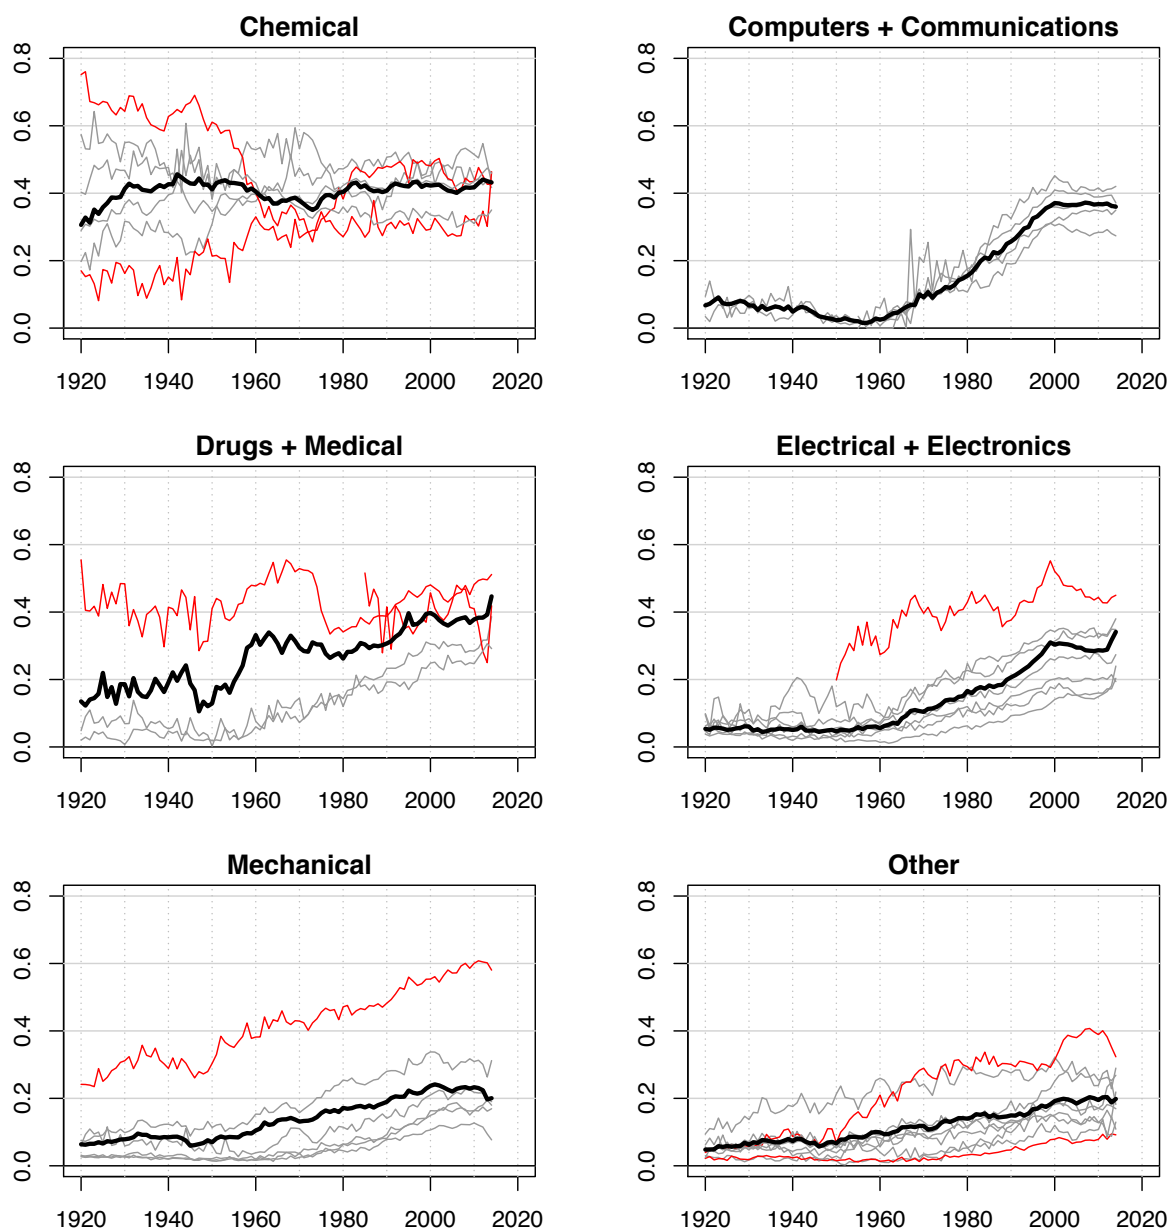 Chemical
0.0 0.2 0.4 0.6 0.8
1920 1940 1960 1980 2000 2020
Computers + Communications
0.0 0.2 0.4 0.6 0.8
1920 1940 1960 1980 2000 2020
Drugs + Medical
0.0 0.2 0.4 0.6 0.8
1920 1940 1960 1980 2000 2020
Electrical + Electronics
0.0 0.2 0.4 0.6 0.8
1920 1940 1960 1980 2000 2020
Mechanical
0.0 0.2 0.4 0.6 0.8
1920 1940 1960 1980 2000 2020
Other
0.0 0.2 0.4 0.6 0.8
1920 1940 1960 1980 2000 2020